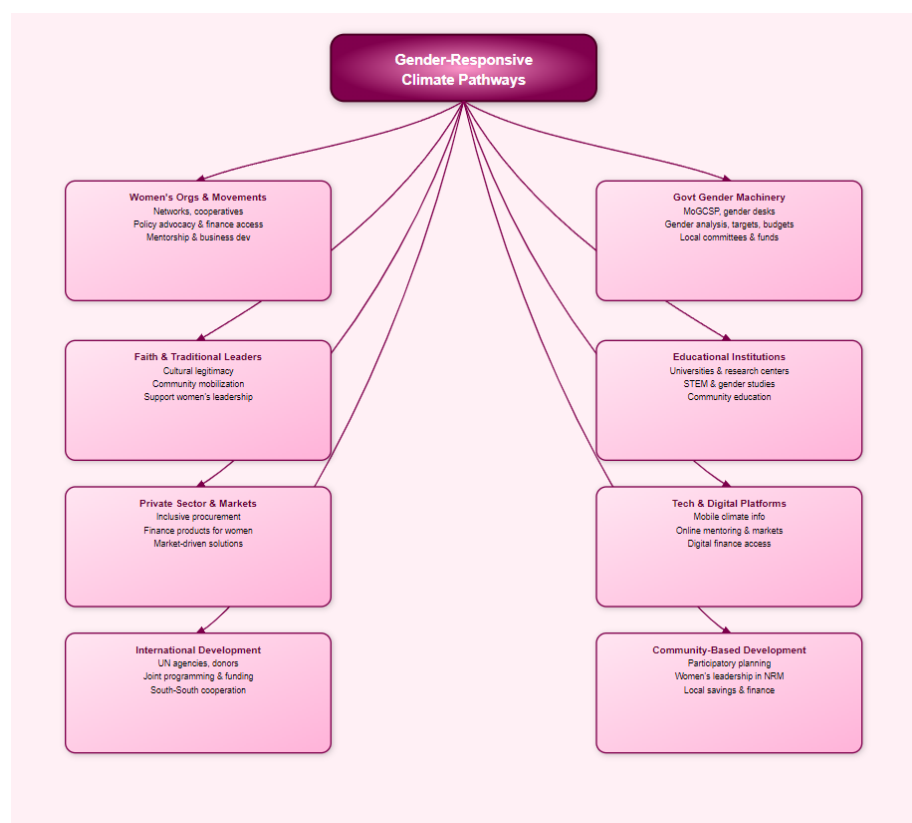 Gender-Responsive
Climate Pathways
Women's Orgs & Movements
Networks, cooperatives
Policy advocacy & finance access
Mentorship & business dev
Govt Gender Machinery
MoGCSP, gender desks
Gender analysis, targets, budgets
Local committees & funds
Faith & Traditional Leaders
Cultural legitimacy
Community mobilization
Support women's leadership
Educational Institutions
Universities & research centers
STEM & gender studies
Community education
Private Sector & Markets
Inclusive procurement
Finance products for women
Market-driven solutions
Tech & Digital Platforms
Mobile climate info
Online mentoring & markets
Digital finance access
International Development
UN agencies, donors
Joint programming & funding
South-South cooperation
Community-Based Development
Participatory planning
Women's leadership in NRM
Local savings & finance